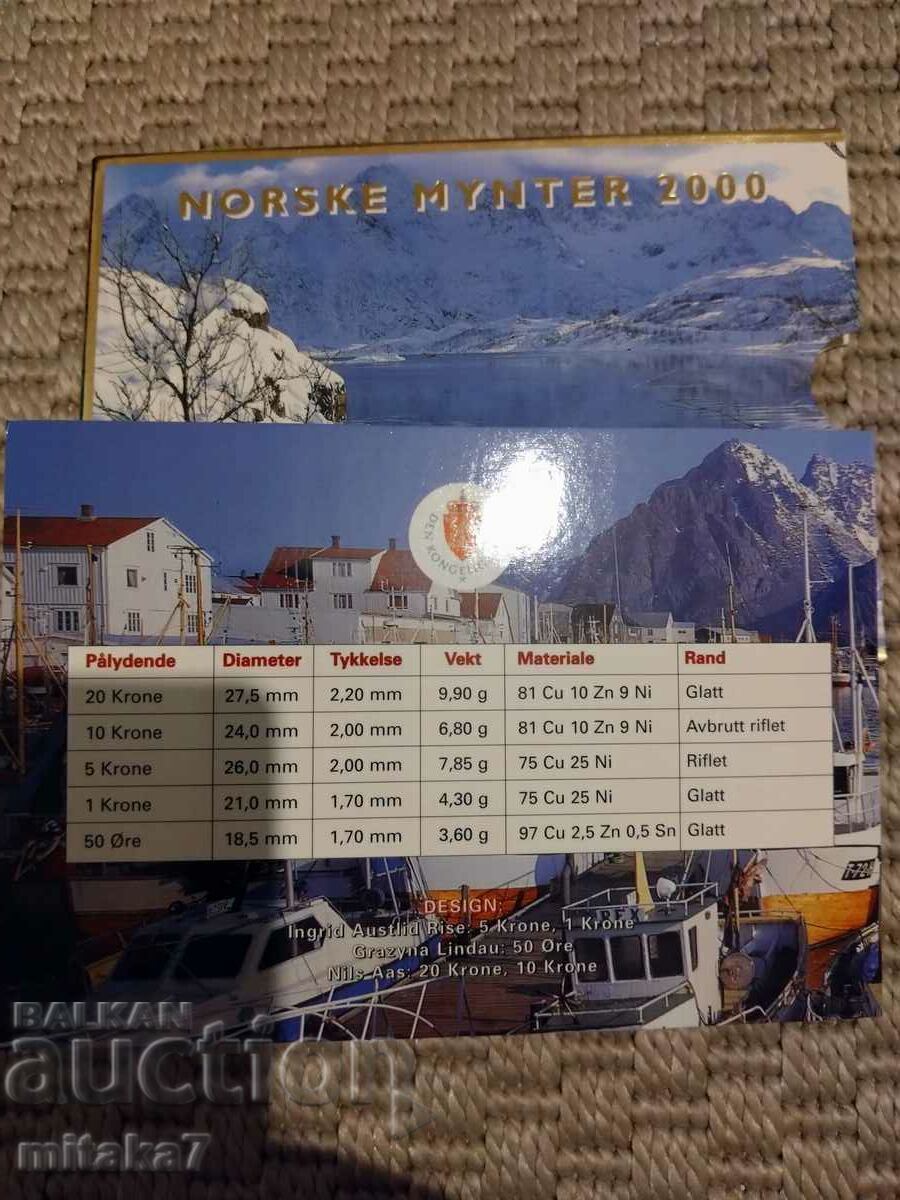 NORSKE MYNTER 2000
DEN KONGEL
Pålydende Diameter Tykkelse Vekt Materiale Rand
20 Krone 27,5 mm 2,20 mm 9,90 g 81 Cu 10 Zn 9 Ni Glatt
10 Krone 24,0 mm 2,00 mm 6,80 g 81 Cu 10 Zn 9 Ni Avbrutt riflet
5 Krone 26,0 mm 2,00 mm 7,85 g 75 Cu 25 Ni Riflet
1 Krone 21,0 mm 1,70 mm 4,30 g 75 Cu 25 Ni Glatt
50 Øre 18,5 mm 1,70 mm 3,60 g 97 Cu 2,5 Zn 0,5 Sn Glatt
DESIGN:
Ingrid Austlid Rise: 5 Krone, 1 Krone
Grazyna Lindau: 50 Øre
Nils Aas: 20 Krone, 10 Krone
BALKAN
auction
mitaka7